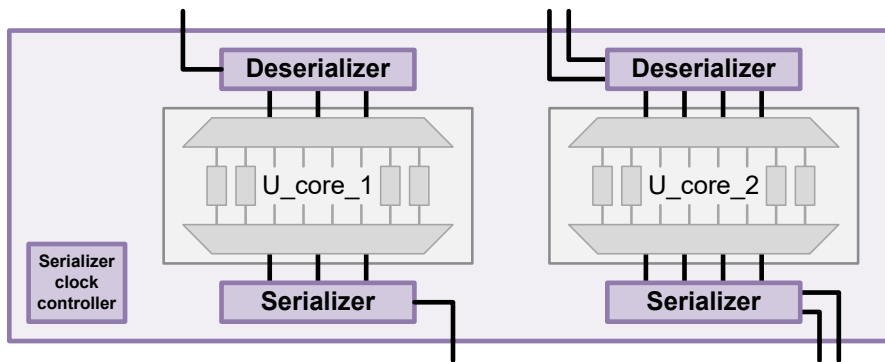 Deserializer
Deserializer
U_core_1
U_core_2
Serializer
clock
controller
Serializer
Serializer